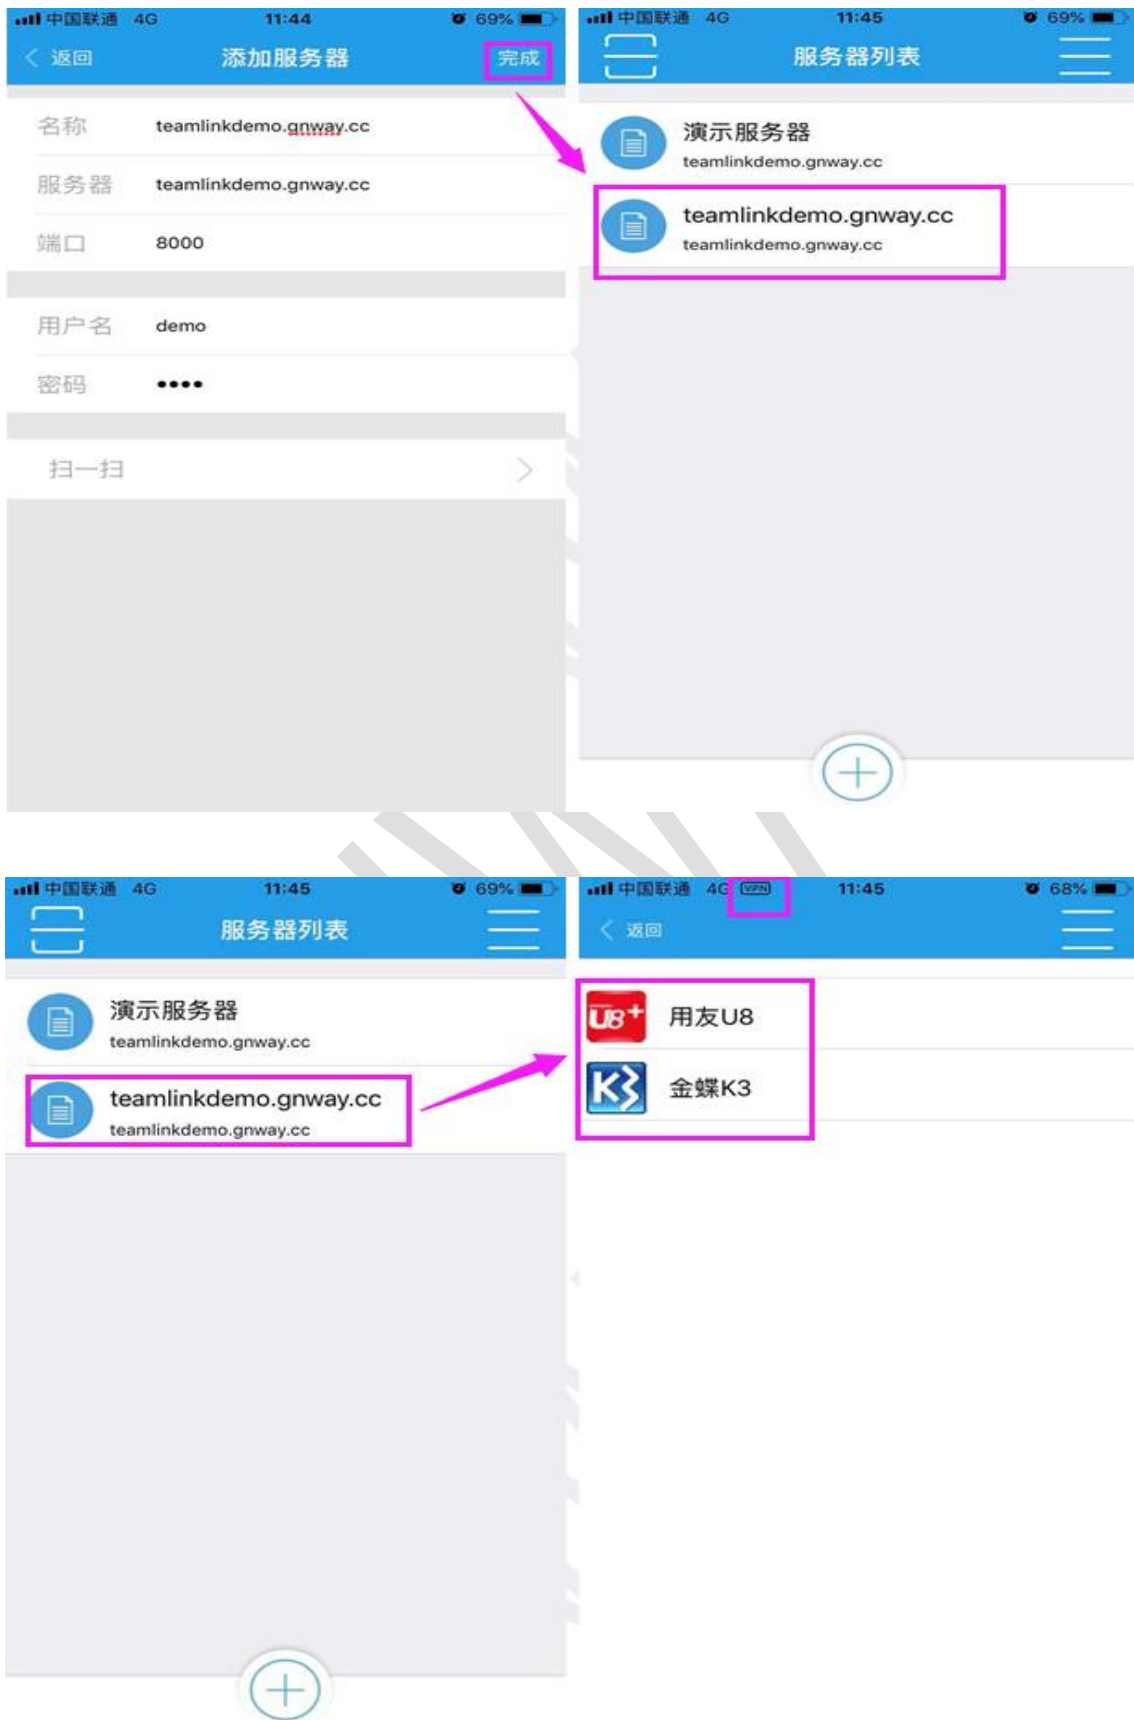 中国联通 4G 11:44 69%
返回 添加服务器 完成
名称 teamlinkdemo.gnway.cc
服务器 teamlinkdemo.gnway.cc
端口 8000
用户名 demo
密码 ••••
扫一扫
中国联通 4G 11:45 69%
服务器列表
演示服务器
teamlinkdemo.gnway.cc
teamlinkdemo.gnway.cc
teamlinkdemo.gnway.cc
中国联通 4G 11:45 69%
服务器列表
演示服务器
teamlinkdemo.gnway.cc
teamlinkdemo.gnway.cc
teamlinkdemo.gnway.cc
中国联通 4G VPN 11:45 68%
返回
U8+ 用友U8
K3 金蝶K3